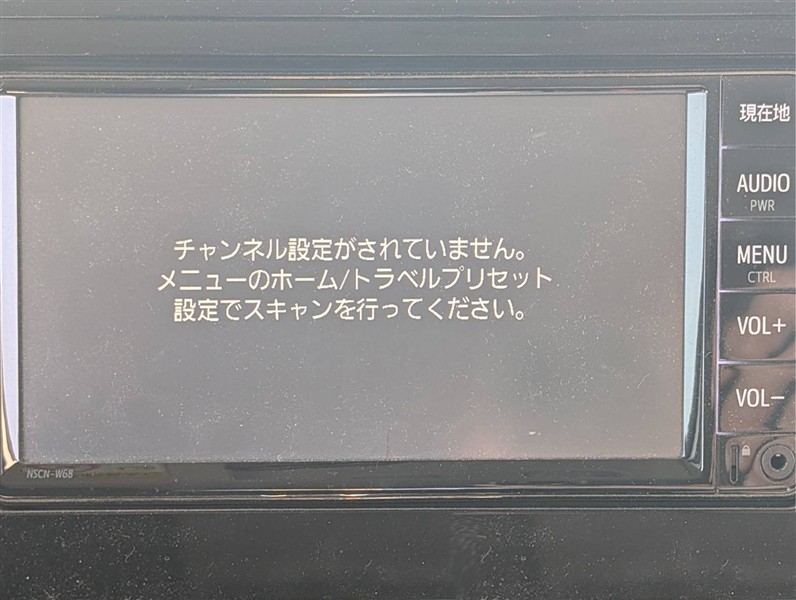 チャンネル設定がされていません。
メニューのホーム/トラベルプリセット
設定でスキャンを行ってください。
現在地
AUDIO
PWR
MENU
CTRL
VOL+
VOL−
NSCN-W68